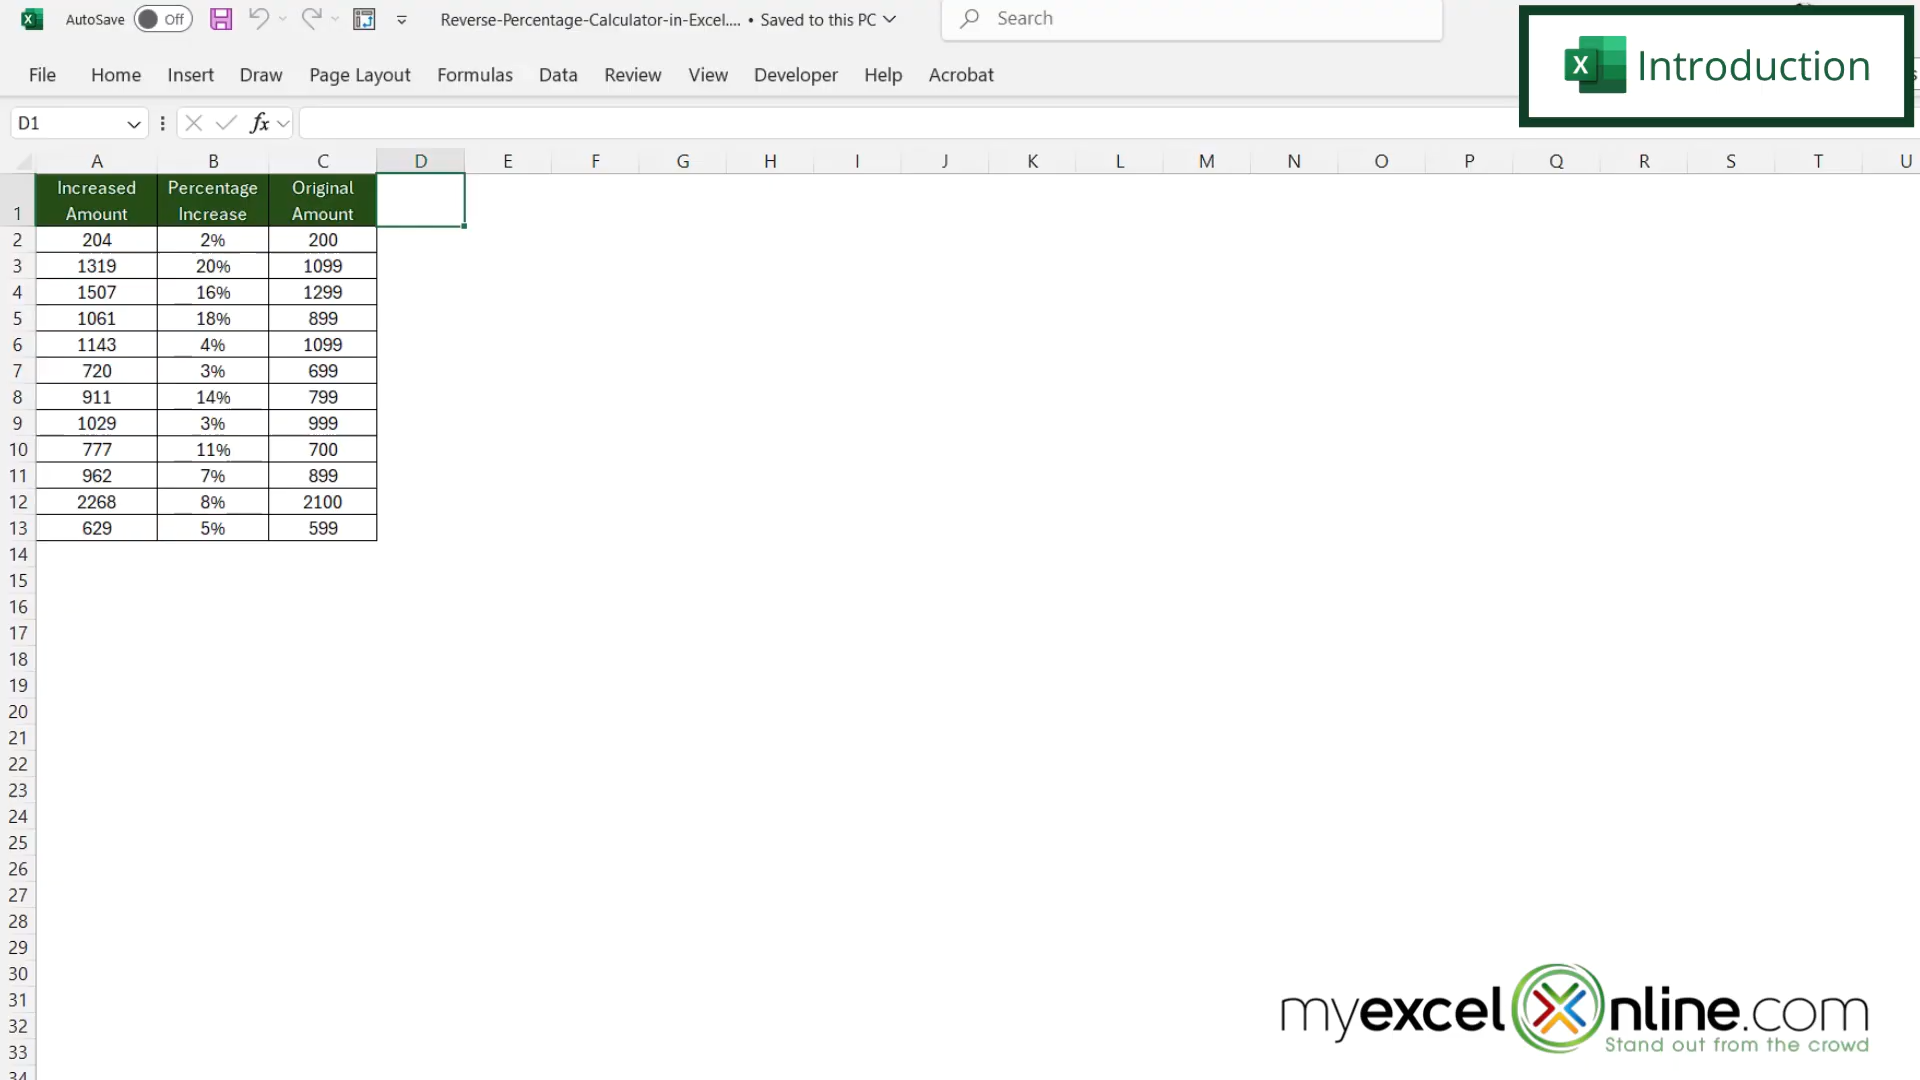 AutoSave Off Reverse-Percentage-Calculator-in-Excel.... • Saved to this PC Search
File Home Insert Draw Page Layout Formulas Data Review View Developer Help Acrobat
X Introduction
D1 fx
A B C D E F G H I J K L M N O P Q R S T U
1 Increased Amount Percentage Increase Original Amount
2 204 2% 200
3 1319 20% 1099
4 1507 16% 1299
5 1061 18% 899
6 1143 4% 1099
7 720 3% 699
8 911 14% 799
9 1029 3% 999
10 777 11% 700
11 962 7% 899
12 2268 8% 2100
13 629 5% 599
14
15
16
17
18
19
20
21
22
23
24
25
26
27
28
29
30
31
32
33
34
myexcelonline.com
Stand out from the crowd